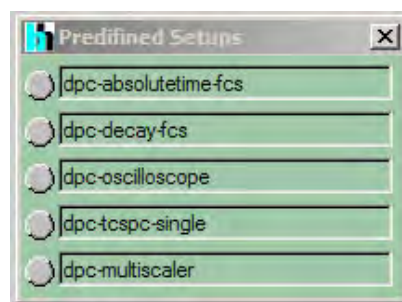 Predifined Setups
dpc-absolutetime-fcs
dpc-decay-fcs
dpc-oscilloscope
dpc-tcspc-single
dpc-multiscaler